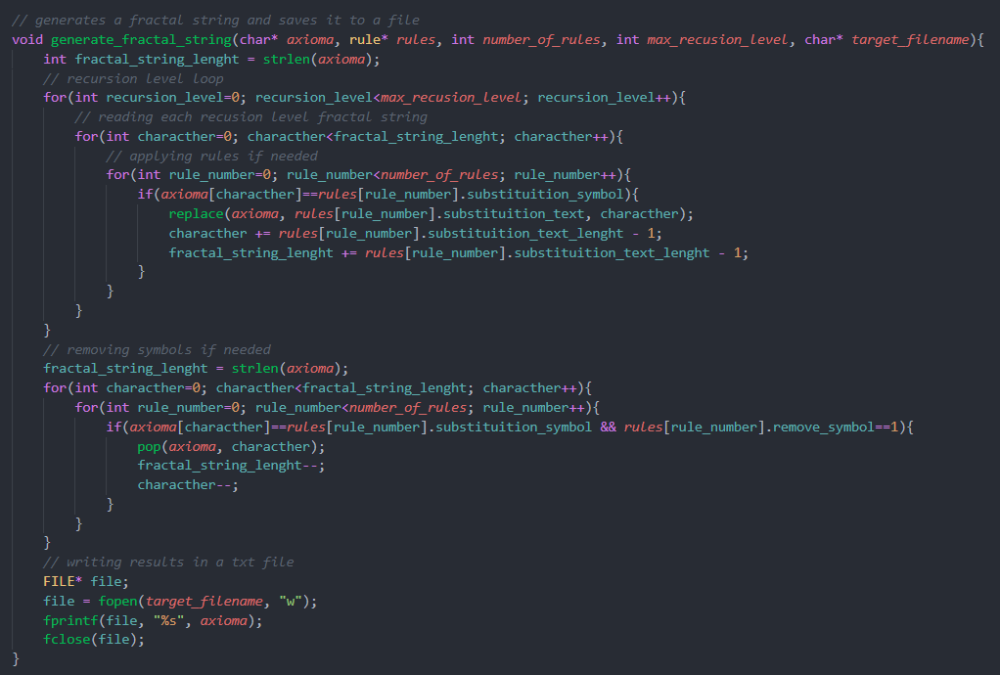 // generates a fractal string and saves it to a file
void generate_fractal_string(char* axioma, rule* rules, int number_of_rules, int max_recusion_level, char* target_filename){
    int fractal_string_lenght = strlen(axioma);
    // recursion level loop
    for(int recursion_level=0; recursion_level<max_recusion_level; recursion_level++){
        // reading each recusion level fractal string
        for(int characther=0; characther<fractal_string_lenght; characther++){
            // applying rules if needed
            for(int rule_number=0; rule_number<number_of_rules; rule_number++){
                if(axioma[characther]==rules[rule_number].substituition_symbol){
                    replace(axioma, rules[rule_number].substituition_text, characther);
                    characther += rules[rule_number].substituition_text_lenght - 1;
                    fractal_string_lenght += rules[rule_number].substituition_text_lenght - 1;
                }
            }
        }
    }
    // removing symbols if needed
    fractal_string_lenght = strlen(axioma);
    for(int characther=0; characther<fractal_string_lenght; characther++){
        for(int rule_number=0; rule_number<number_of_rules; rule_number++){
            if(axioma[characther]==rules[rule_number].substituition_symbol && rules[rule_number].remove_symbol==1){
                pop(axioma, characther);
                fractal_string_lenght--;
                characther--;
            }
        }
    }
    // writing results in a txt file
    FILE* file;
    file = fopen(target_filename, "w");
    fprintf(file, "%s", axioma);
    fclose(file);
}